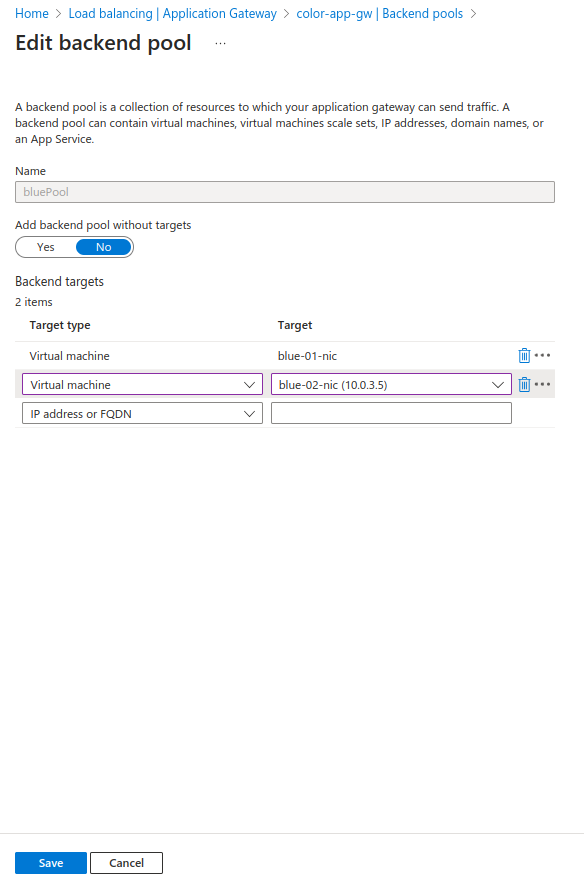 Home > Load balancing | Application Gateway > color-app-gw | Backend pools >
Edit backend pool ...
A backend pool is a collection of resources to which your application gateway can send traffic. A
backend pool can contain virtual machines, virtual machines scale sets, IP addresses, domain names, or
an App Service.
Name
bluePool
Add backend pool without targets
Yes No
Backend targets
2 items
Target type Target
Virtual machine blue-01-nic
Virtual machine blue-02-nic (10.0.3.5)
IP address or FQDN
Save Cancel